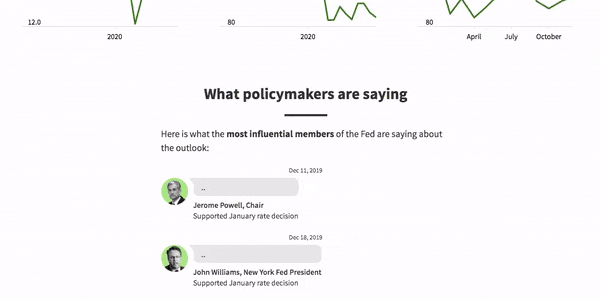 12.0
80
80
2020
2020
April July October
What policymakers are saying
Here is what the most influential members of the Fed are saying about
the outlook:
Dec 11, 2019
..
Jerome Powell, Chair
Supported January rate decision
Dec 18, 2019
..
John Williams, New York Fed President
Supported January rate decision